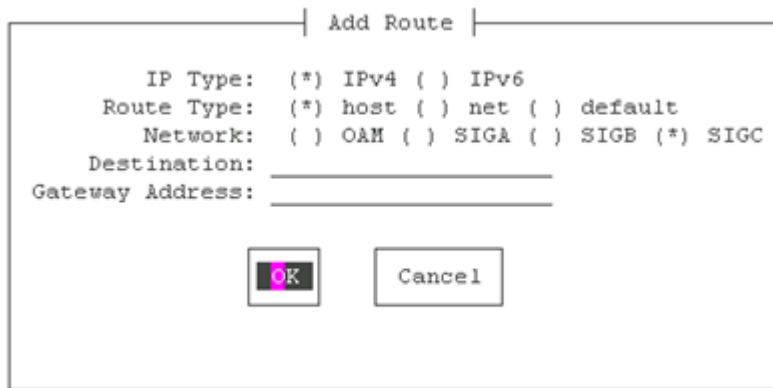 Add Route
IP Type: (*) IPv4 ( ) IPv6
Route Type: (*) host ( ) net ( ) default
Network: ( ) OAM ( ) SIGA ( ) SIGB (*) SIGC
Destination:
Gateway Address:
OK Cancel